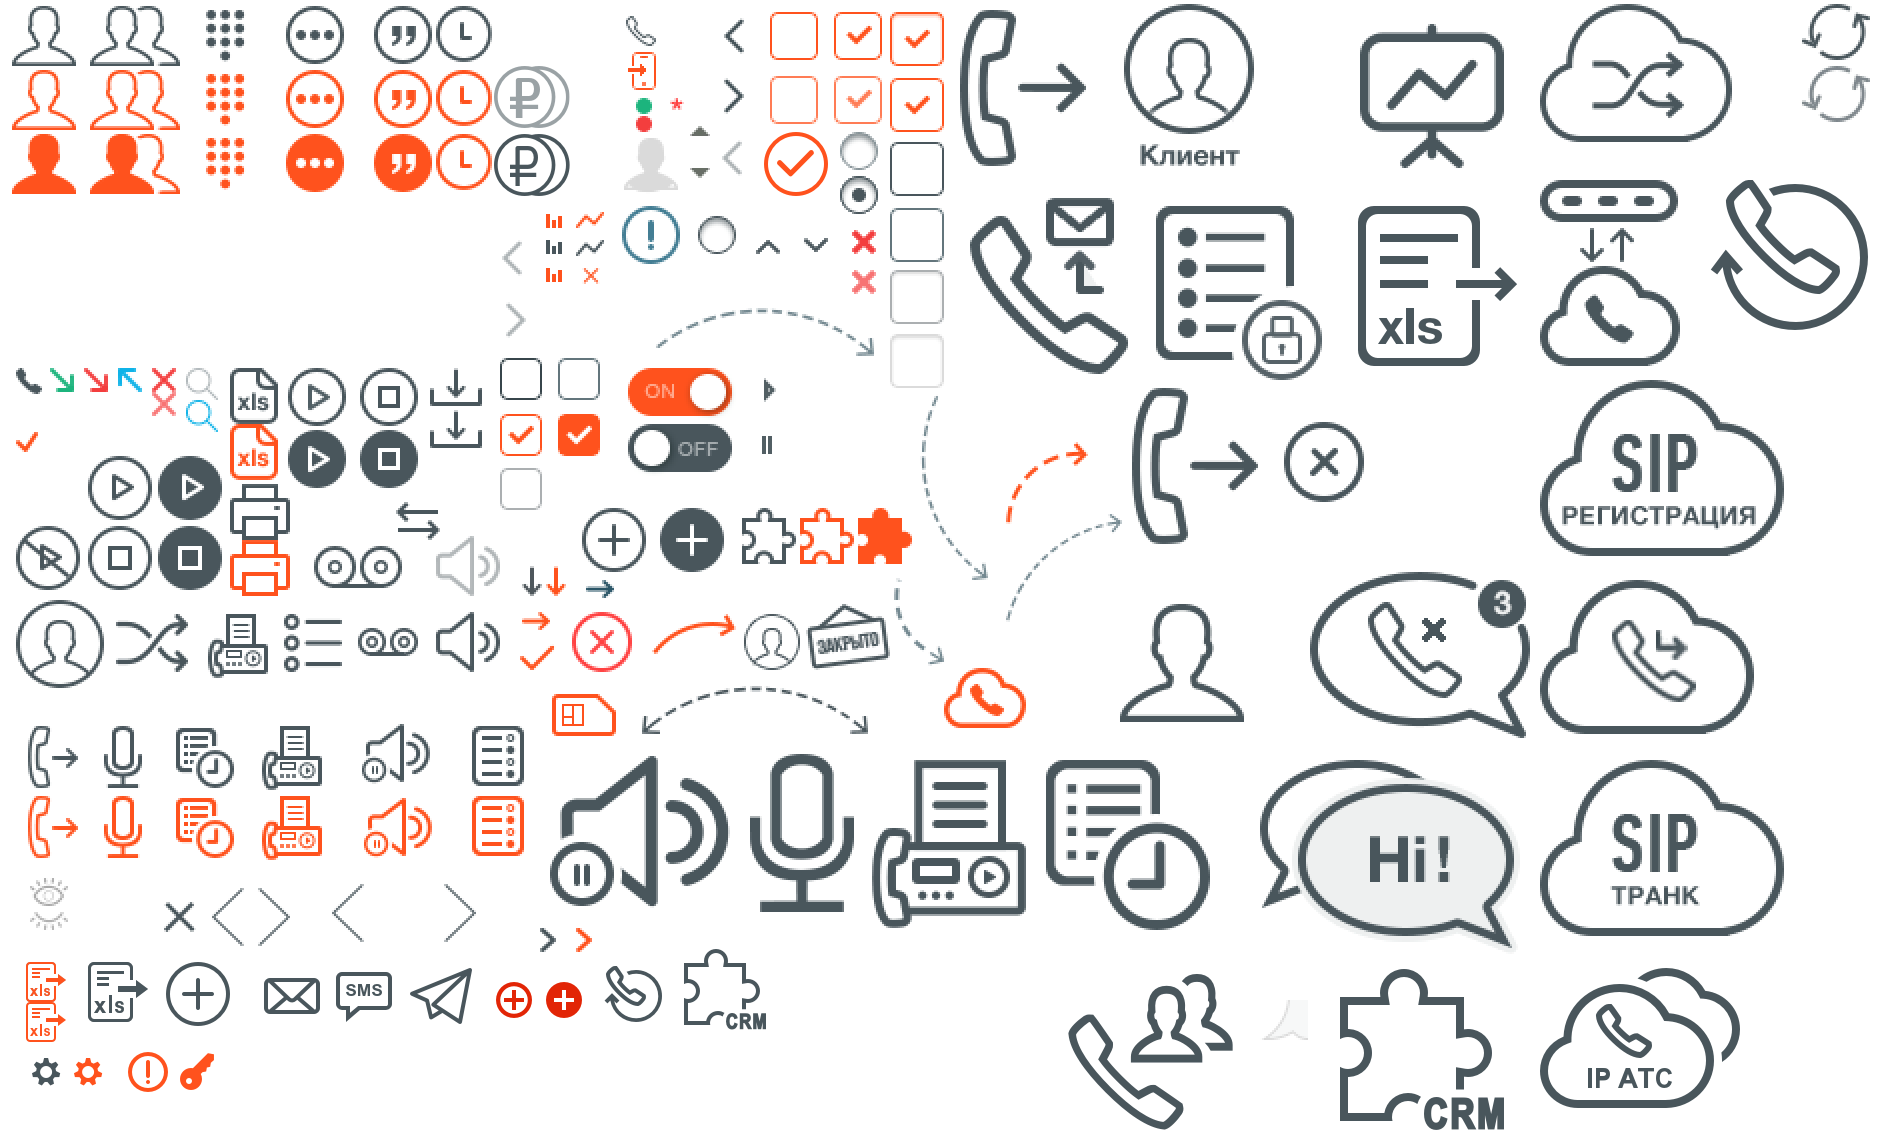 Клиент
xls
xls
xls
ON
OFF
SIP
РЕГИСТРАЦИЯ
ЗАКРЫТО
3
Hi!
SIP
ТРАНК
xls
xls
xls
SMS
CRM
CRM
IP АТС